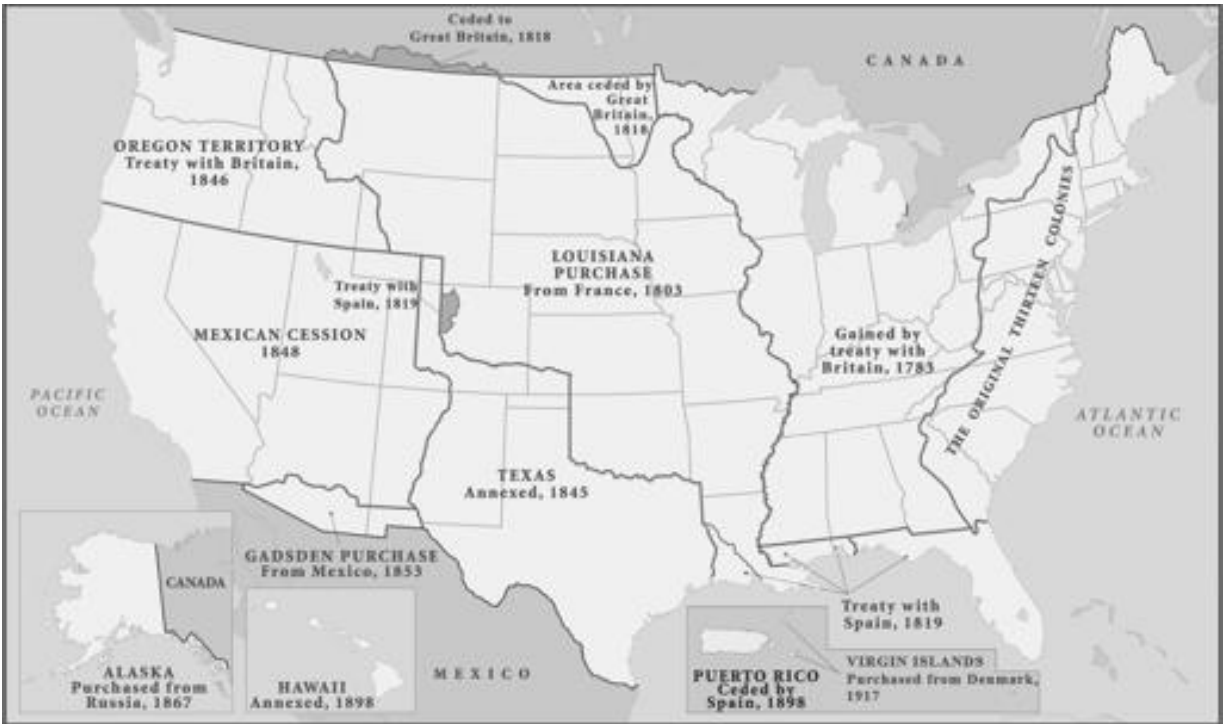 Ceded to
Great Britain, 1818
CANADA
Area ceded by
Great
Britain,
1818
OREGON TERRITORY
Treaty with Britain,
1846
THE ORIGINAL THIRTEEN COLONIES
LOUISIANA
PURCHASE
From France, 1803
Treaty with
Spain, 1819
MEXICAN CESSION
1848
Gained by
treaty with
Britain, 1783
PACIFIC
OCEAN
ATLANTIC
OCEAN
TEXAS
Annexed, 1845
GADSDEN PURCHASE
From Mexico, 1853
CANADA
Treaty with
Spain, 1819
ALASKA
Purchased from
Russia, 1867
HAWAII
Annexed, 1898
MEXICO
PUERTO RICO
Ceded by
Spain, 1898
VIRGIN ISLANDS
Purchased from Denmark,
1917